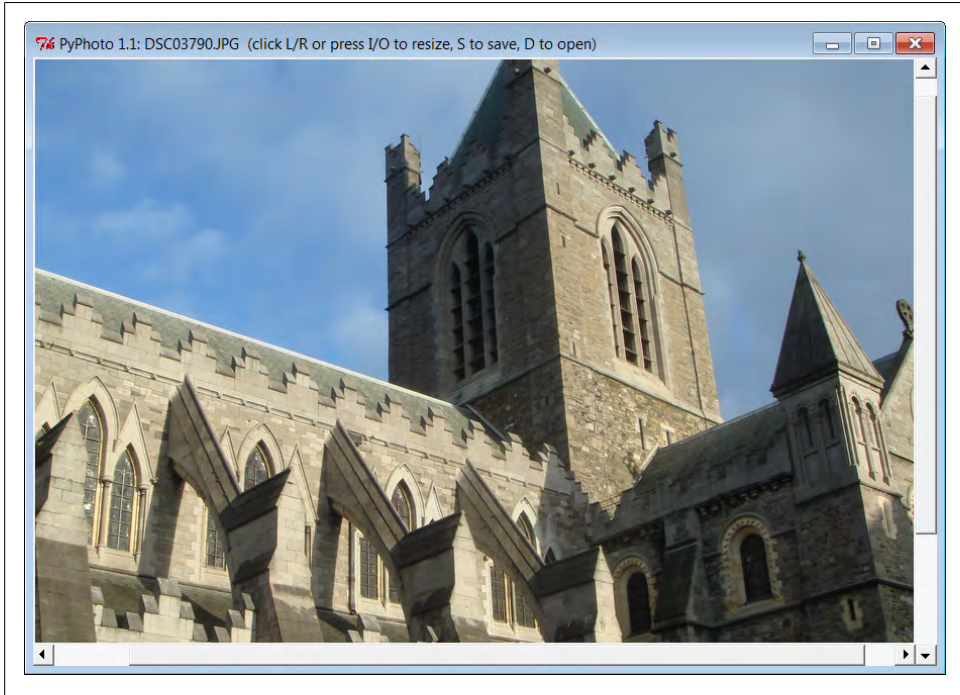 PyPhoto 1.1: DSC03790.JPG (click L/R or press I/O to resize, S to save, D to open)